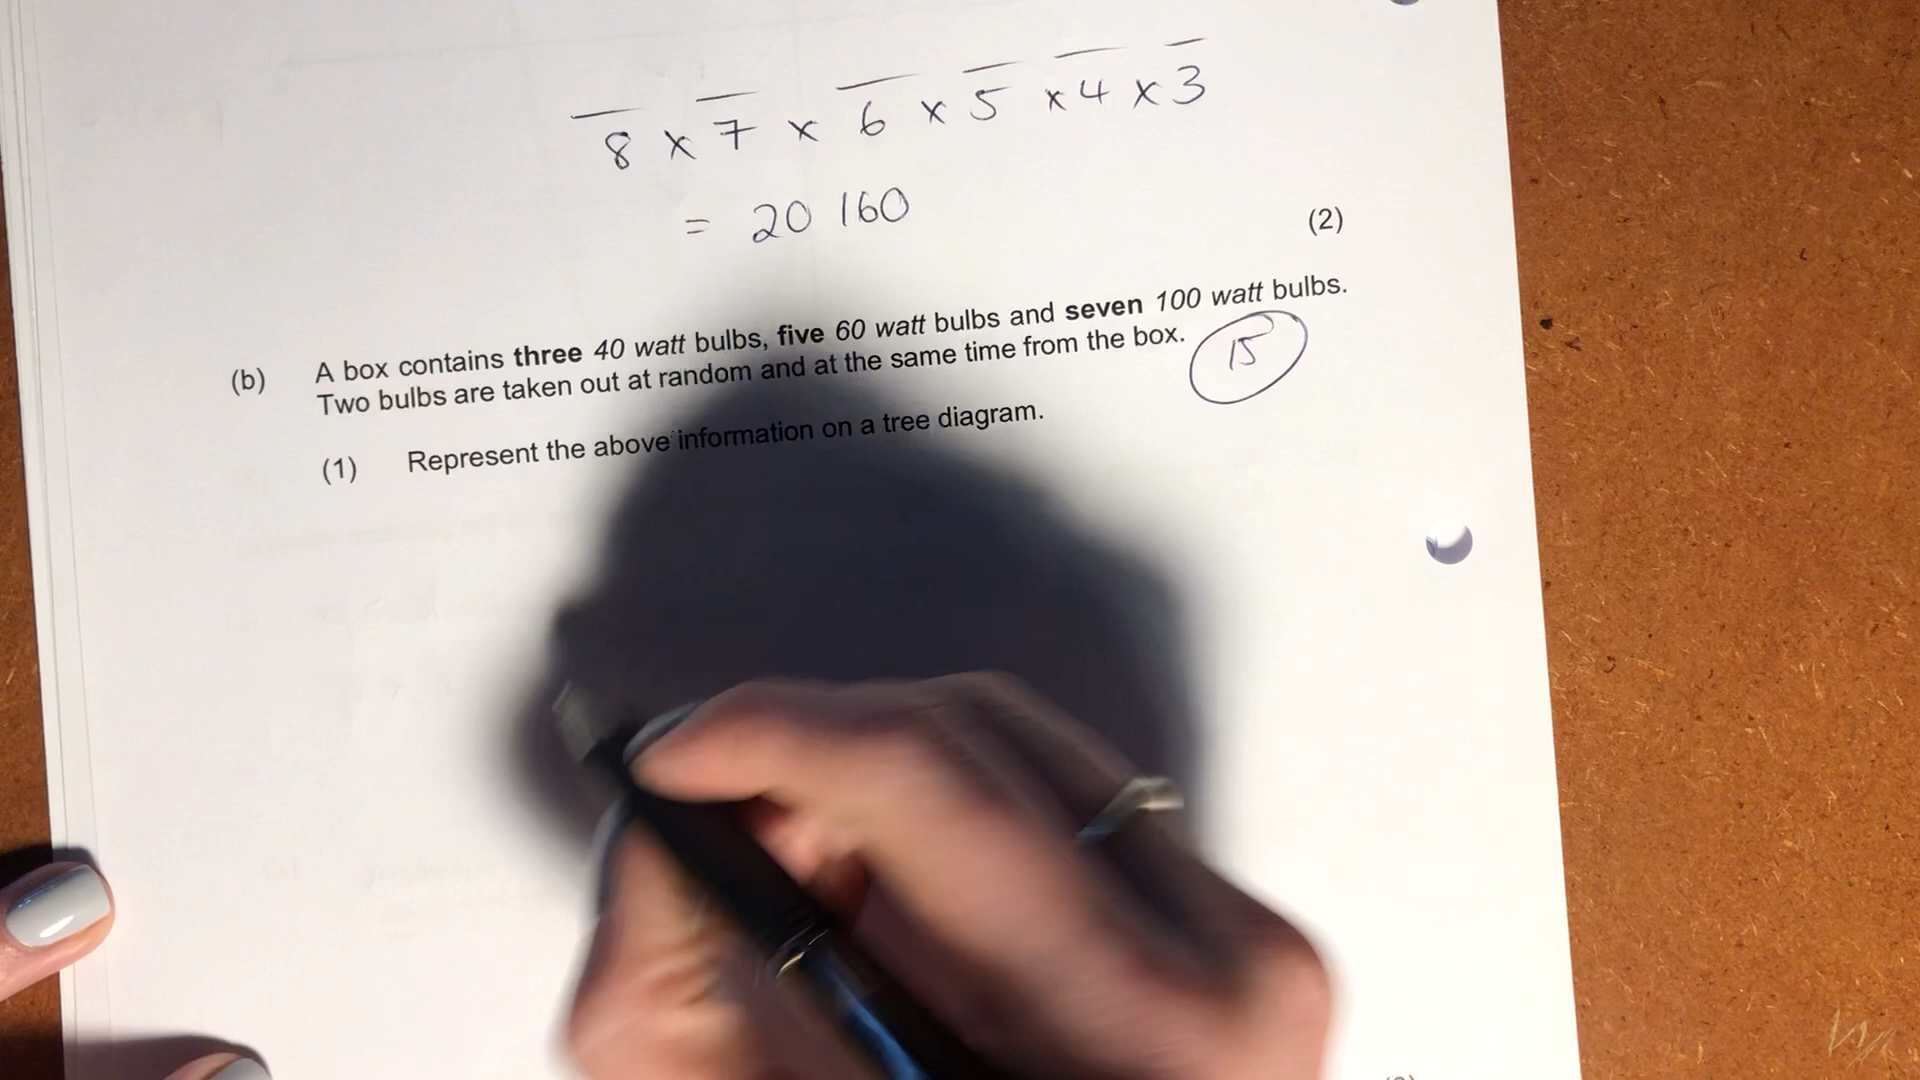 8 x 7 x 6 x 5 x 4 x 3
= 20 160
(2)
(b) A box contains three 40 watt bulbs, five 60 watt bulbs and seven 100 watt bulbs.
Two bulbs are taken out at random and at the same time from the box.
15
(1) Represent the above information on a tree diagram.